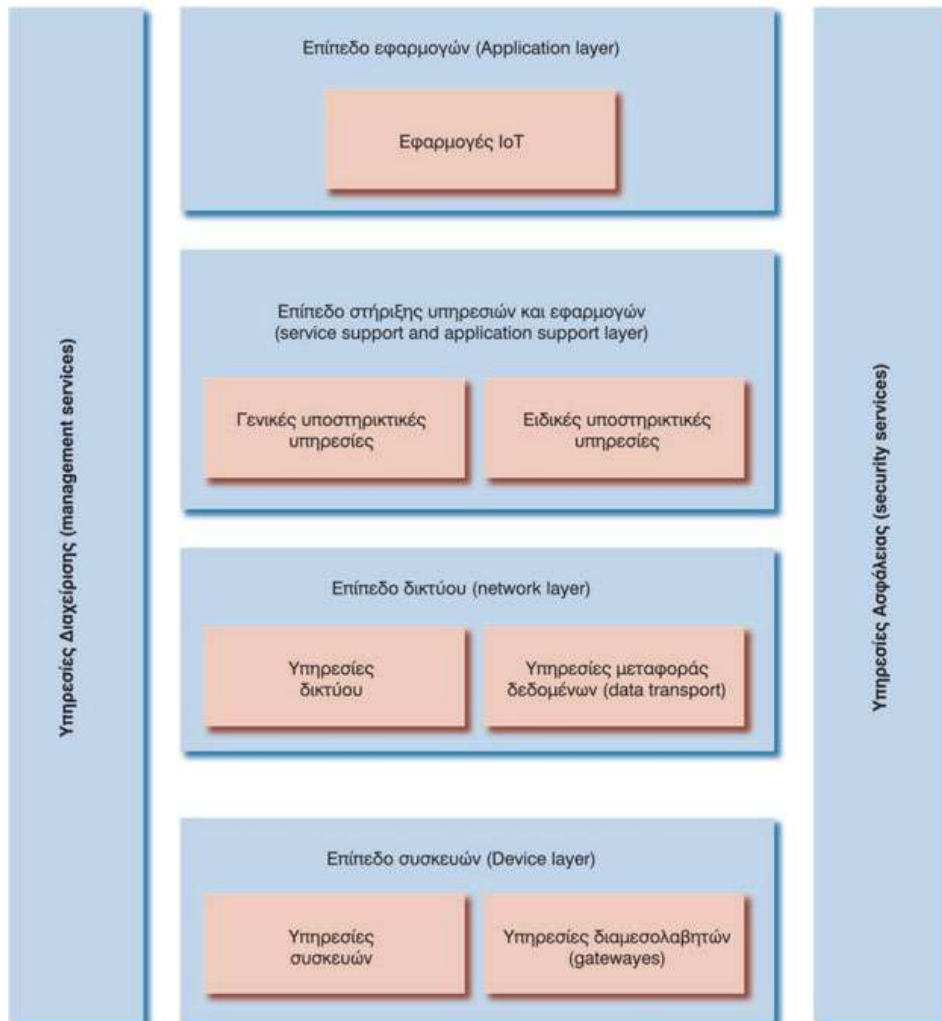 Υπηρεσίες Διαχείρισης (management services)
Επίπεδο εφαρμογών (Application layer)
Εφαρμογές IoT
Επίπεδο στήριξης υπηρεσιών και εφαρμογών
(service support and application support layer)
Γενικές υποστηρικτικές
υπηρεσίες
Ειδικές υποστηρικτικές
υπηρεσίες
Επίπεδο δικτύου (network layer)
Υπηρεσίες
δικτύου
Υπηρεσίες μεταφοράς
δεδομένων (data transport)
Επίπεδο συσκευών (Device layer)
Υπηρεσίες
συσκευών
Υπηρεσίες διαμεσολαβητών
(gatewayes)
Υπηρεσίες Ασφάλειας (security services)